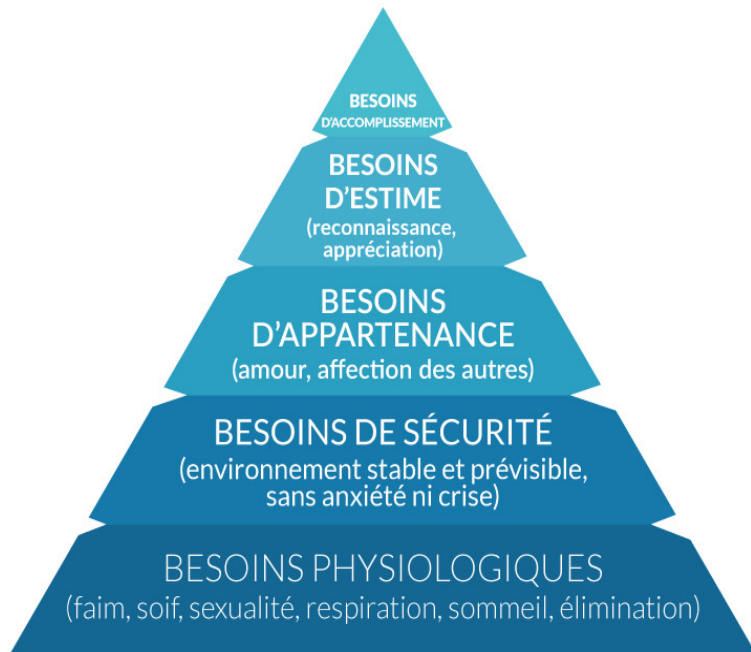 BESOINS
D'ACCOMPLISSEMENT
BESOINS
D'ESTIME
(reconnaissance,
appréciation)
BESOINS
D'APPARTENANCE
(amour, affection des autres)
BESOINS DE SÉCURITÉ
(environnement stable et prévisible,
sans anxiété ni crise)
BESOINS PHYSIOLOGIQUES
(faim, soif, sexualité, respiration, sommeil, élimination)